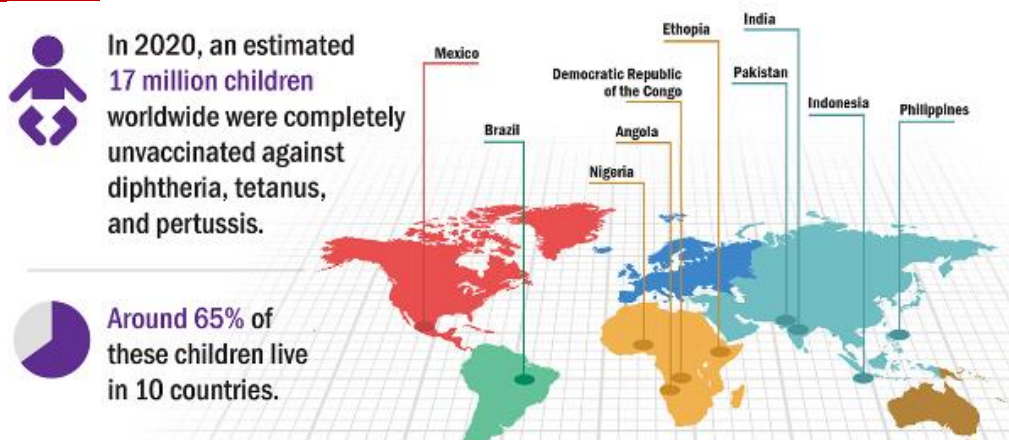 In 2020, an estimated
17 million children
worldwide were completely
unvaccinated against
diphtheria, tetanus,
and pertussis.
Around 65% of
these children live
in 10 countries.
Mexico
Brazil
Ethopia
Democratic Republic
of the Congo
Angola
Nigeria
India
Pakistan
Indonesia
Philippines